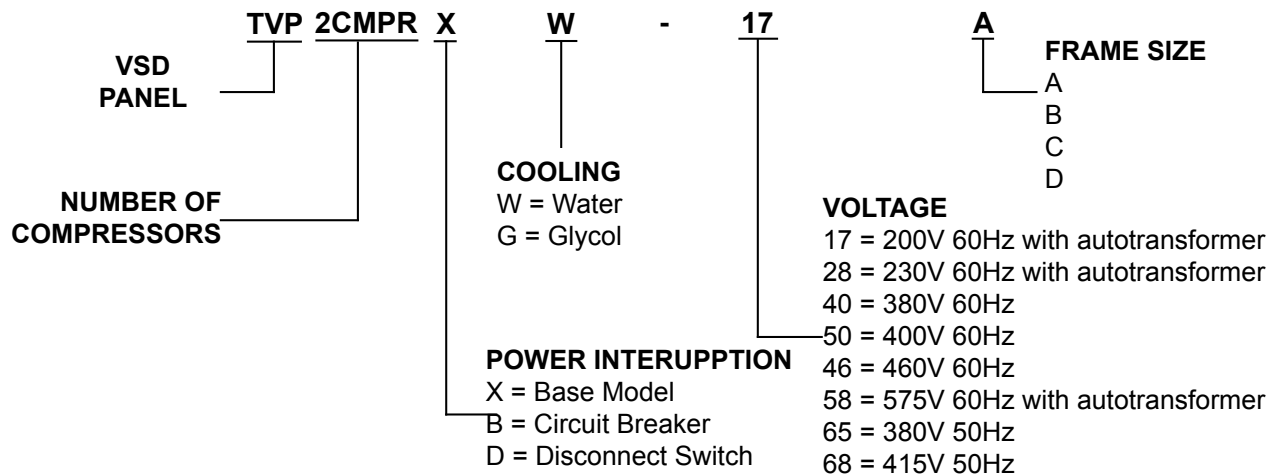 TVP 2CMPR X W - 17 A
VSD
PANEL
NUMBER OF
COMPRESSORS
COOLING
W = Water
G = Glycol
POWER INTERUPPTION
X = Base Model
B = Circuit Breaker
D = Disconnect Switch
FRAME SIZE
A
B
C
D
VOLTAGE
17 = 200V 60Hz with autotransformer
28 = 230V 60Hz with autotransformer
40 = 380V 60Hz
50 = 400V 60Hz
46 = 460V 60Hz
58 = 575V 60Hz with autotransformer
65 = 380V 50Hz
68 = 415V 50Hz